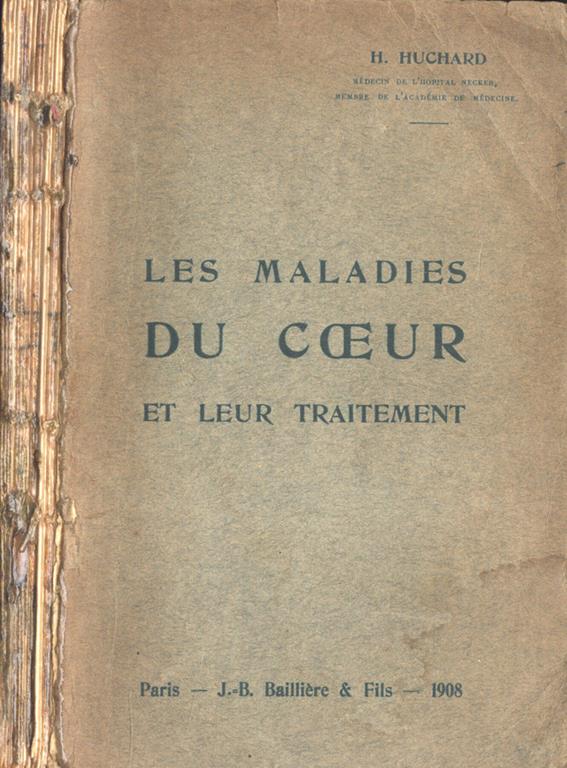 H. HUCHARD
MÉDECIN DE L'HOPITAL NECKER,
MEMBRE DE L'ACADÉMIE DE MÉDECINE.
LES MALADIES
DU CŒUR
ET LEUR TRAITEMENT
Paris — J.-B. Baillière & Fils — 1908